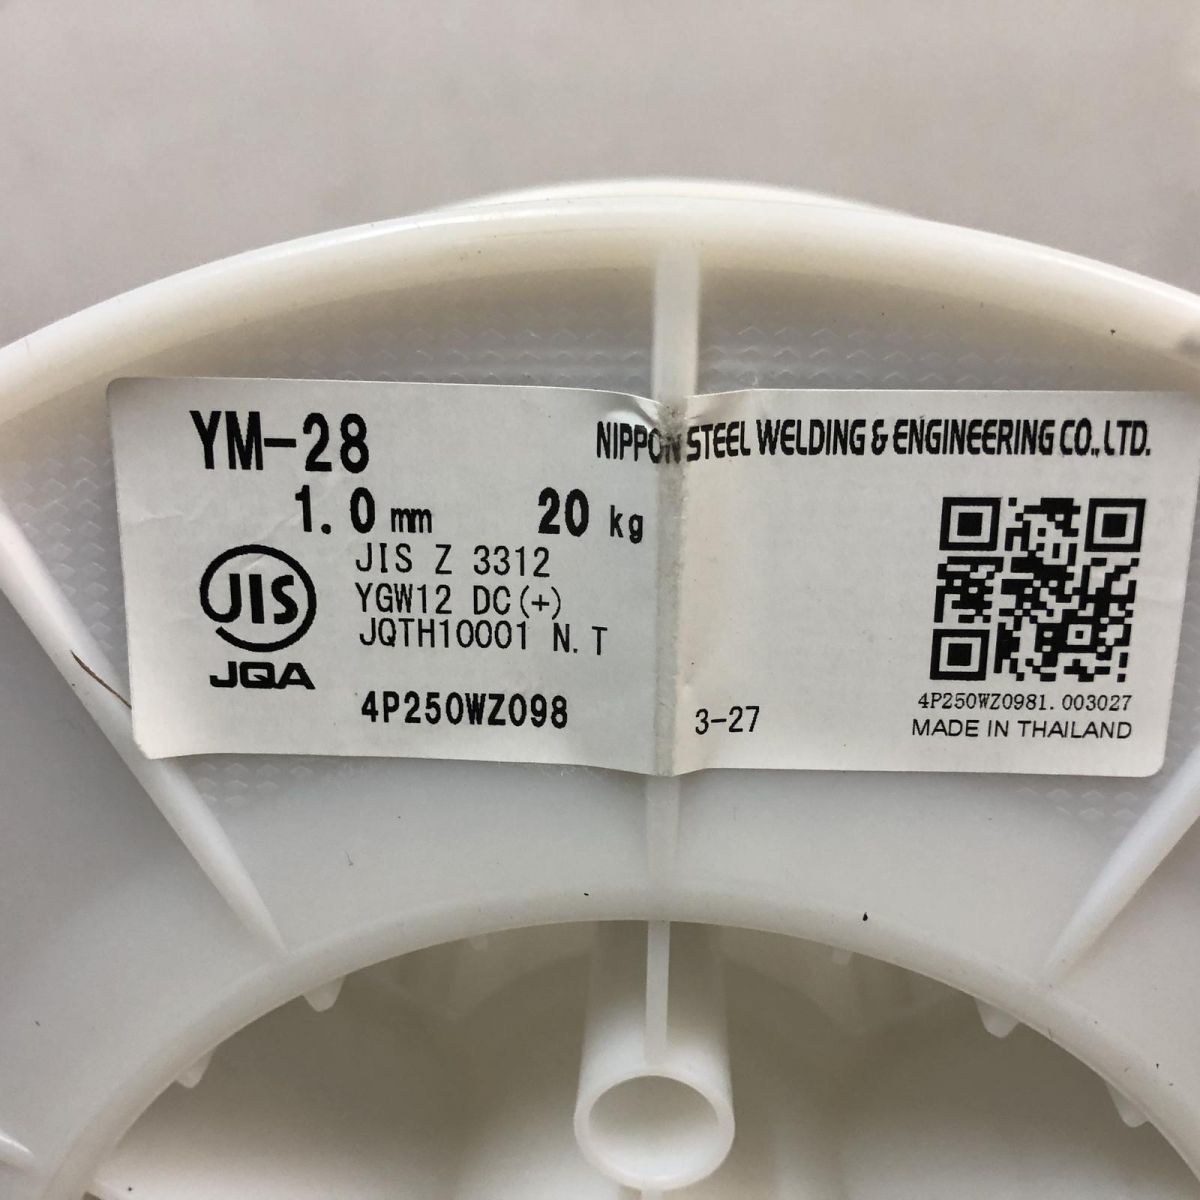 YM-28
NIPPON STEEL WELDING & ENGINEERING CO., LTD.
1.0 mm 20 kg
JIS Z 3312
YGW12 DC(+)
JQTH10001 N.T
JIS
JQA
4P250WZ098
3-27
4P250WZ0981.003027
MADE IN THAILAND